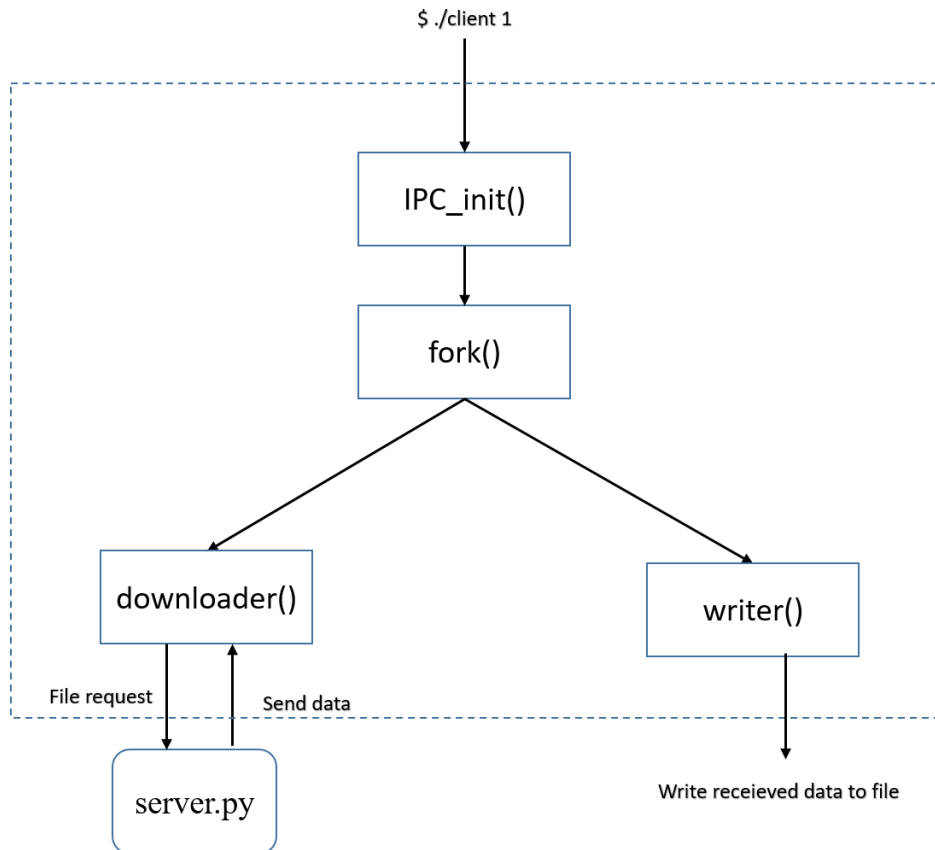 $ ./client 1
IPC_init()
fork()
downloader()
writer()
File request
Send data
server.py
Write receieved data to file